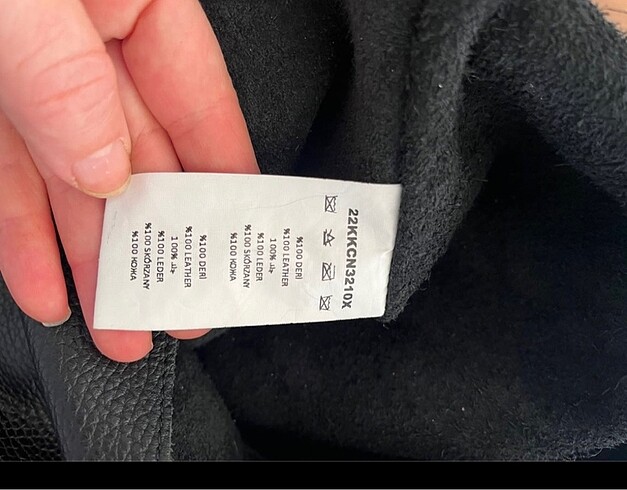 22KKCN3210X
%100 DERİ
%100 LEATHER
100% جلد
%100 LEDER
%100 SKÓRZANY
%100 КОЖА
%100 DERİ
%100 LEATHER
100% جلد
%100 LEDER
%100 SKÓRZANY
%100 КОЖА